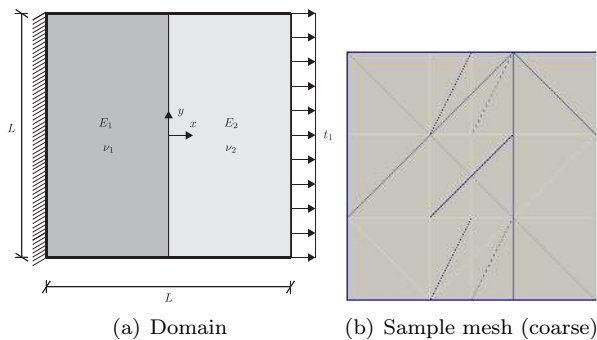 y
x
E₁
E₂
ν₁
ν₂
L
t₁
L
(a) Domain
(b) Sample mesh (coarse)